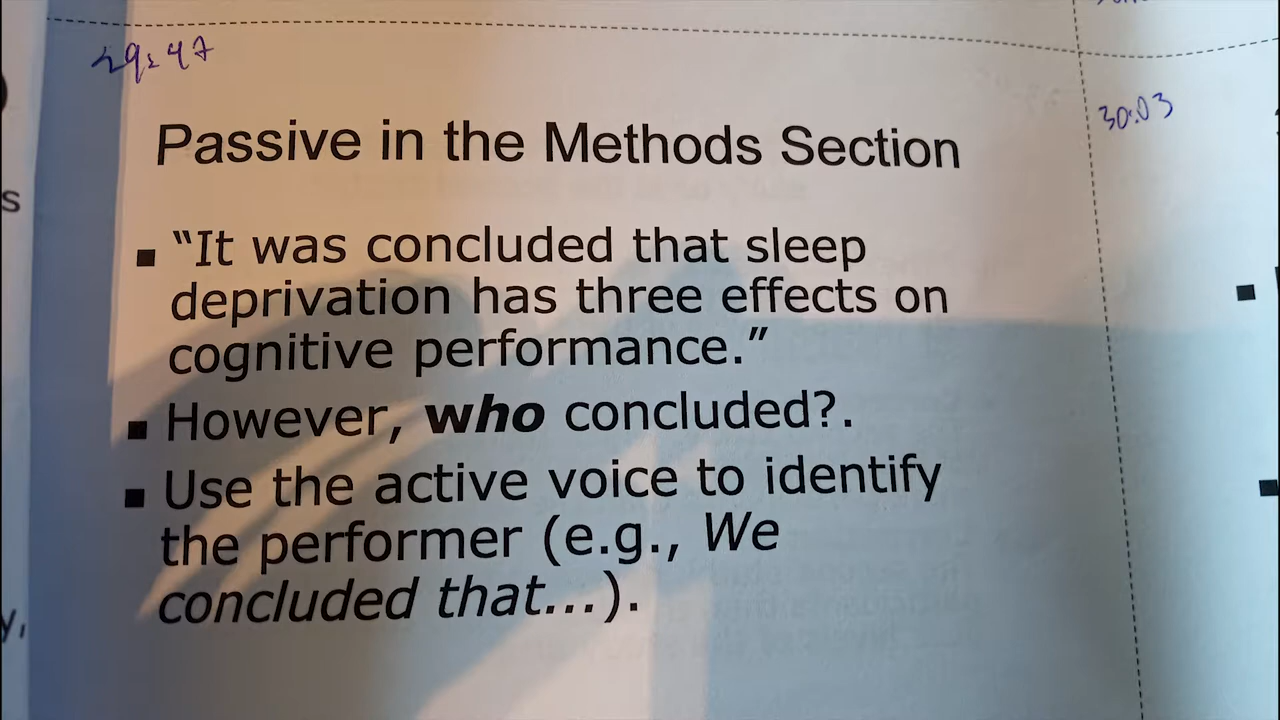 29:47
30:03
Passive in the Methods Section
▪ “It was concluded that sleep
deprivation has three effects on
cognitive performance.”
▪ However, who concluded?.
▪ Use the active voice to identify
the performer (e.g., We
concluded that...).
s
y,